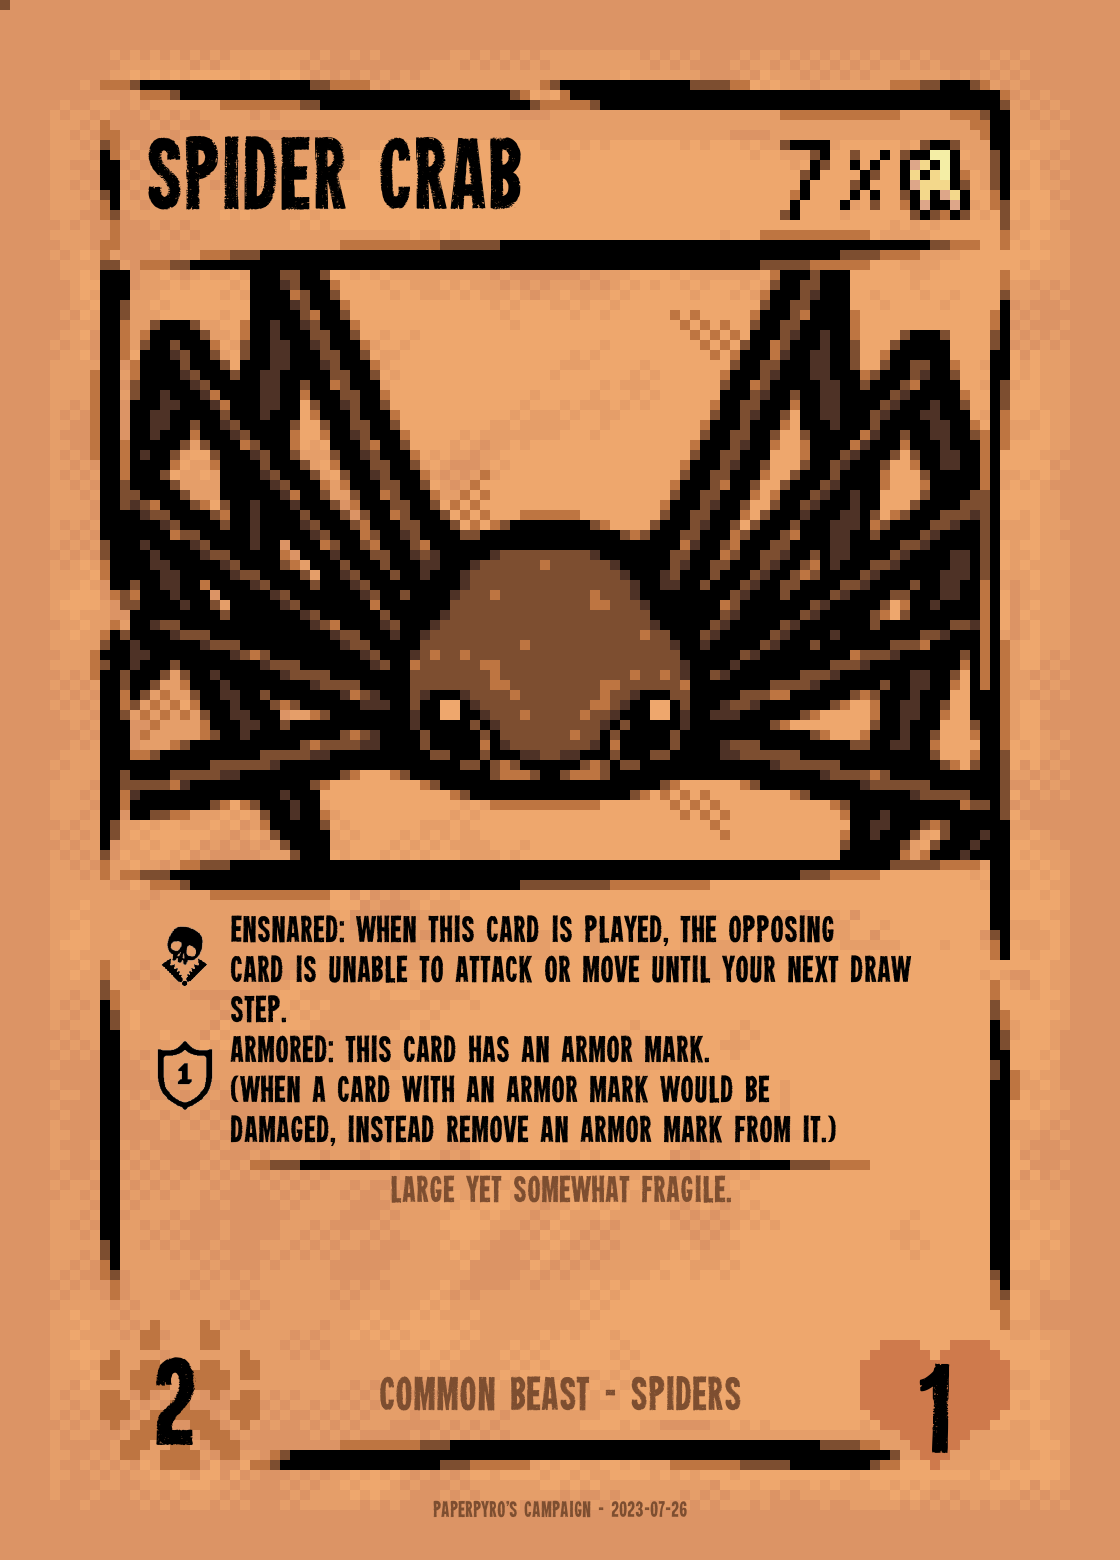 SPIDER CRAB
7x
ENSNARED: WHEN THIS CARD IS PLAYED, THE OPPOSING
CARD IS UNABLE TO ATTACK OR MOVE UNTIL YOUR NEXT DRAW
STEP.
ARMORED: THIS CARD HAS AN ARMOR MARK.
1
(WHEN A CARD WITH AN ARMOR MARK WOULD BE
DAMAGED, INSTEAD REMOVE AN ARMOR MARK FROM IT.)
LARGE YET SOMEWHAT FRAGILE.
2
COMMON BEAST - SPIDERS
1
PAPERPYRO'S CAMPAIGN - 2023-07-26